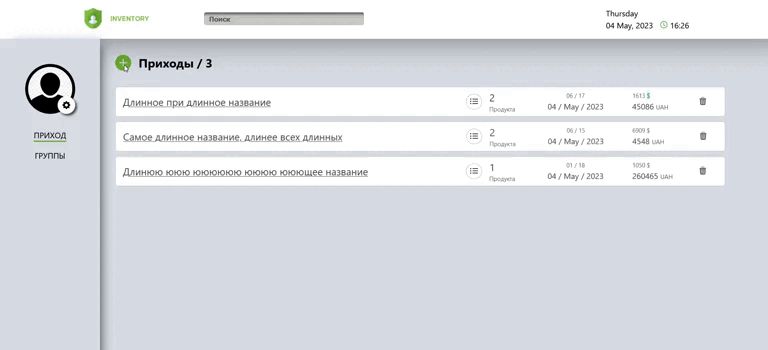 INVENTORY
Поиск
Thursday
04 May, 2023 16:26
ПРИХОД
ГРУППЫ
Приходы / 3
Длинное при длинное название
2
Продукта
06 / 17
04 / May / 2023
1613 $
45086 UAH
Самое длинное название, длинее всех длинных
2
Продукта
06 / 15
04 / May / 2023
6909 $
4548 UAH
Длинюю ююю юююююю ююююю юююющее название
1
Продукта
01 / 18
04 / May / 2023
1050 $
260465 UAH